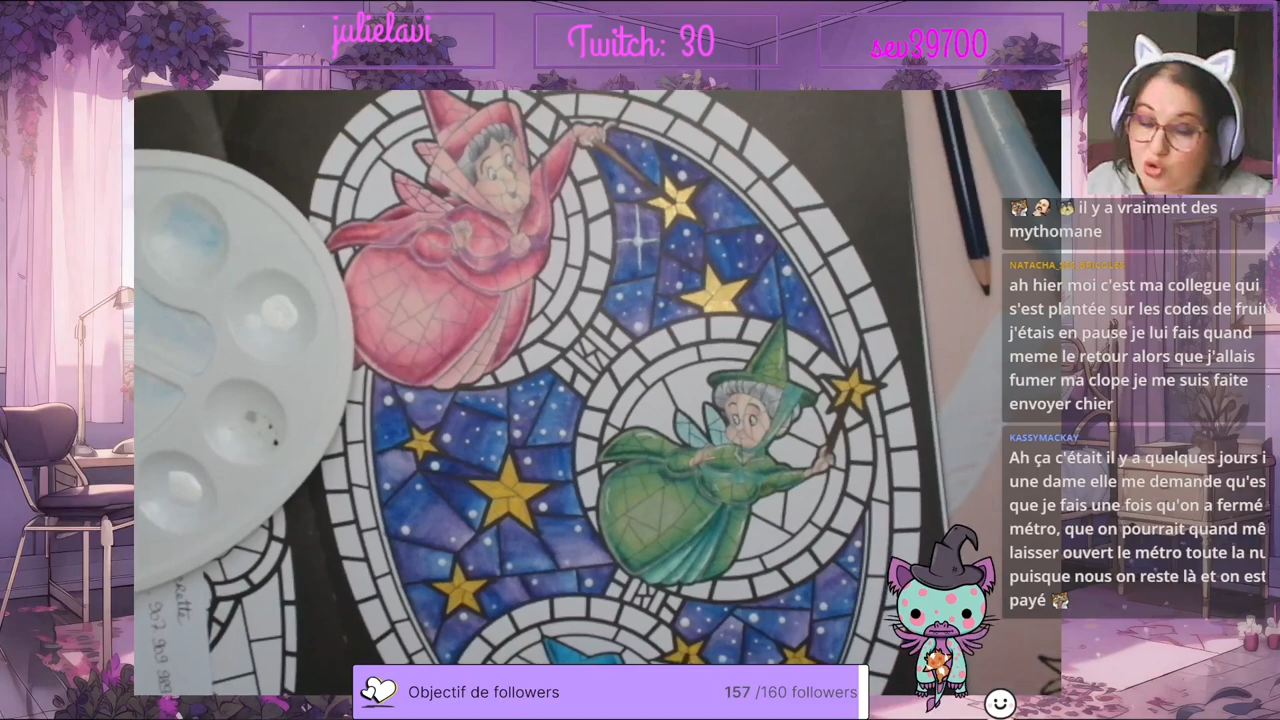 julielavi
Twitch: 30
sev39700
il y a vraiment des
mythomane
NATACHA_SES_BRICOLES
ah hier moi c'est ma collegue qui
s'est plantée sur les codes de fruit
j'étais en pause je lui fais quand
meme le retour alors que j'allais
fumer ma clope je me suis faite
envoyer chier
KASSYMACKAY
Ah ça c'était il y a quelques jours i
une dame elle me demande qu'es
que je fais une fois qu'on a fermé
métro, que on pourrait quand mê
laisser ouvert le métro toute la nu
puisque nous on reste là et on est
payé
907 909 989
Objectif de followers
157 /160 followers